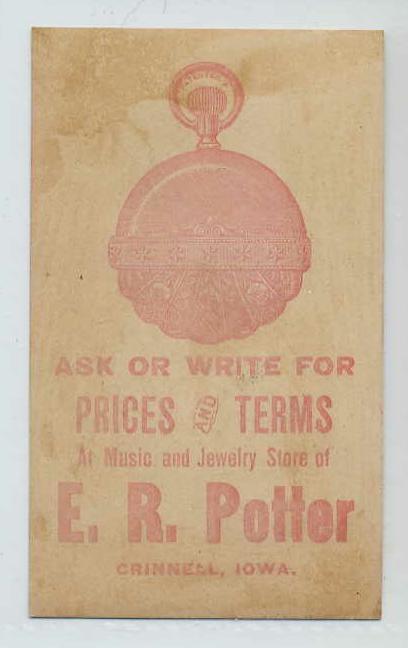 ASK OR WRITE FOR
PRICES AND TERMS
At Music and Jewelry Store of
E. R. Potter
GRINNELL, IOWA.